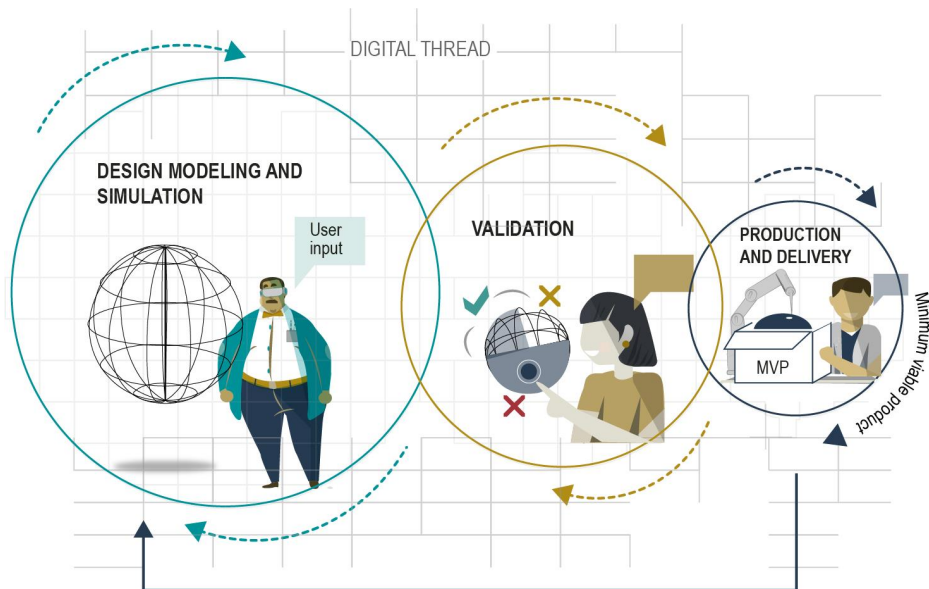 DIGITAL THREAD
DESIGN MODELING AND
SIMULATION
User
input
VALIDATION
PRODUCTION
AND DELIVERY
MVP
Minimum viable product